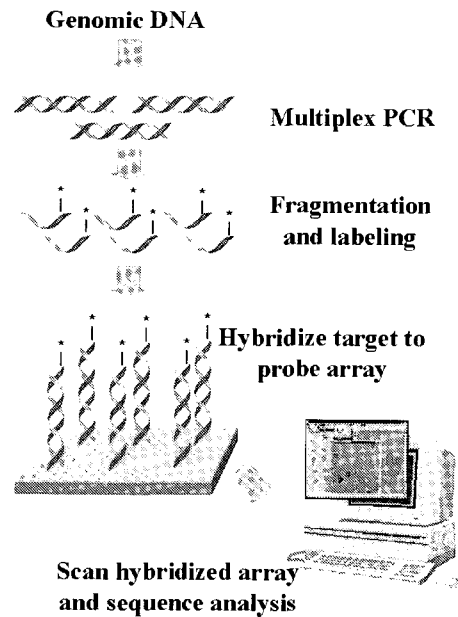 Genomic DNA
Multiplex PCR
Fragmentation
and labeling
Hybridize target to
probe array
Scan hybridized array
and sequence analysis